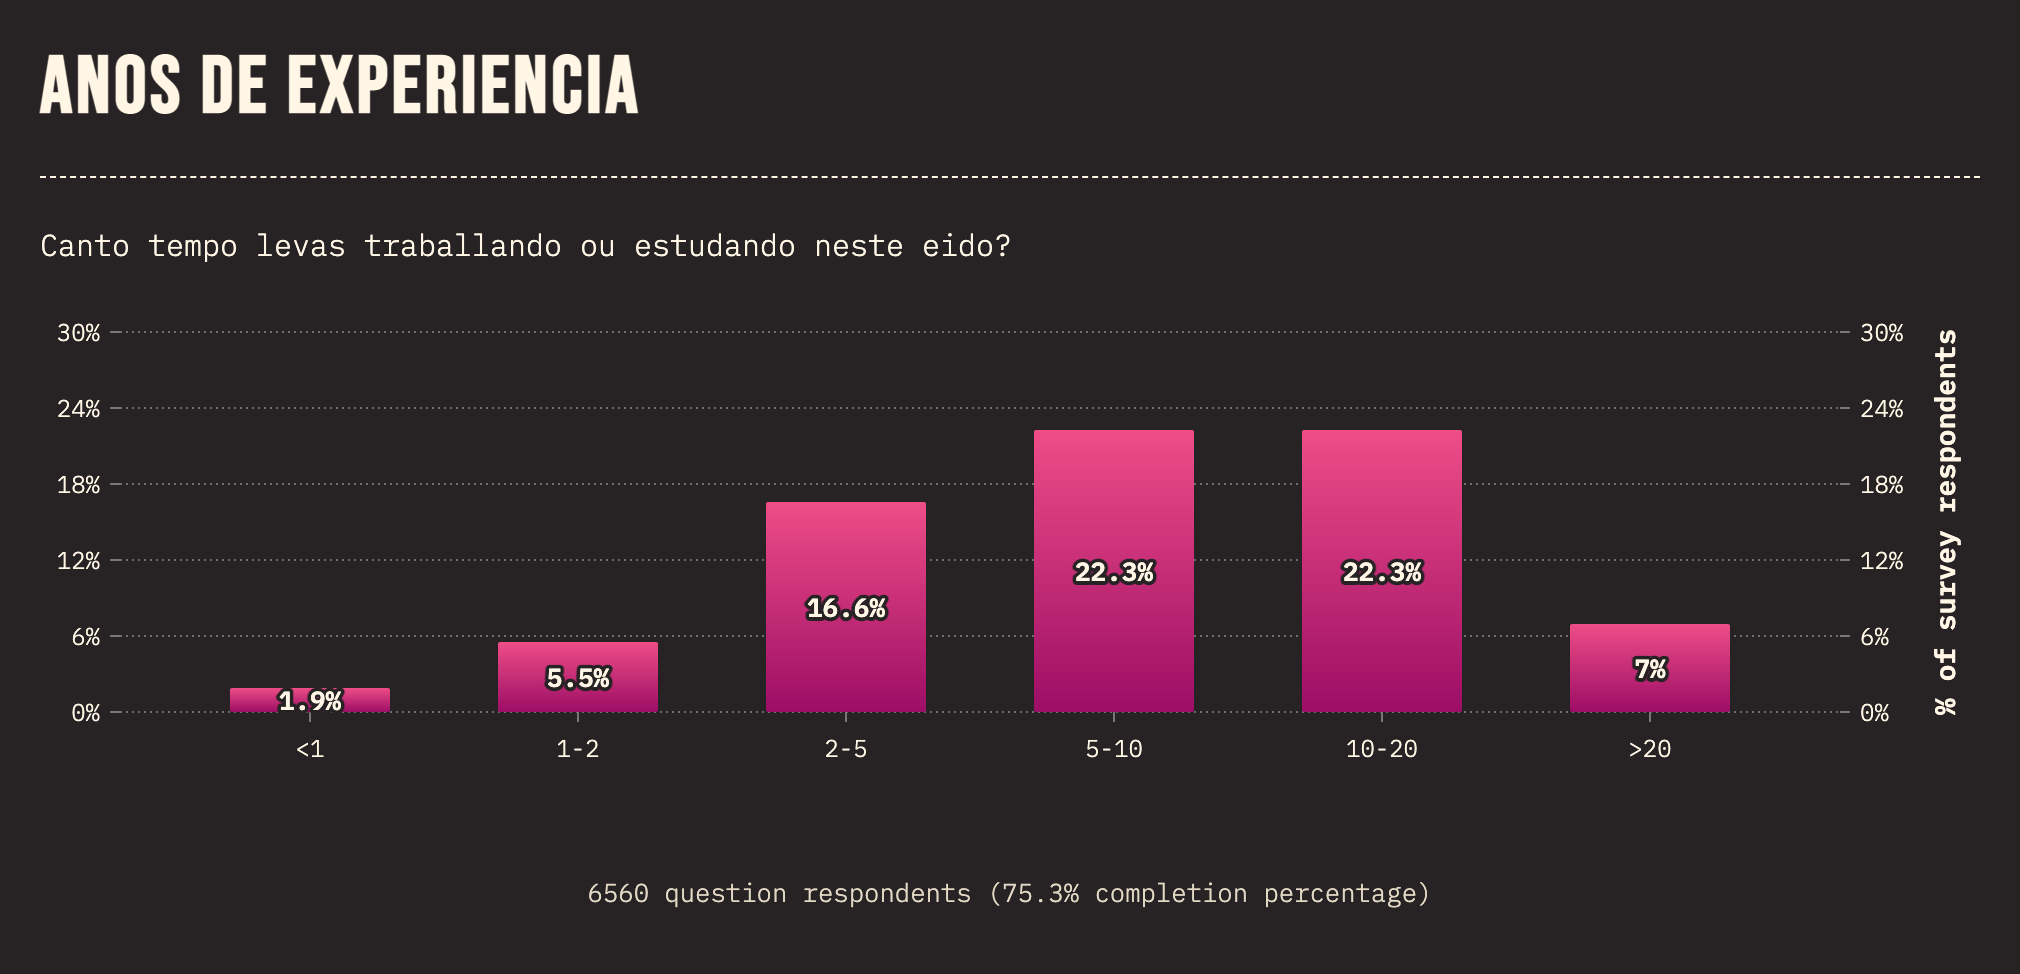 ANOS DE EXPERIENCIA
Canto tempo levas traballando ou estudando neste eido?
30% 30%
24% 24%
18% 18%
12% 12%
6% 6%
0% 0%
% of survey respondents
1.9% 5.5% 16.6% 22.3% 22.3% 7%
<1 1-2 2-5 5-10 10-20 >20
6560 question respondents (75.3% completion percentage)